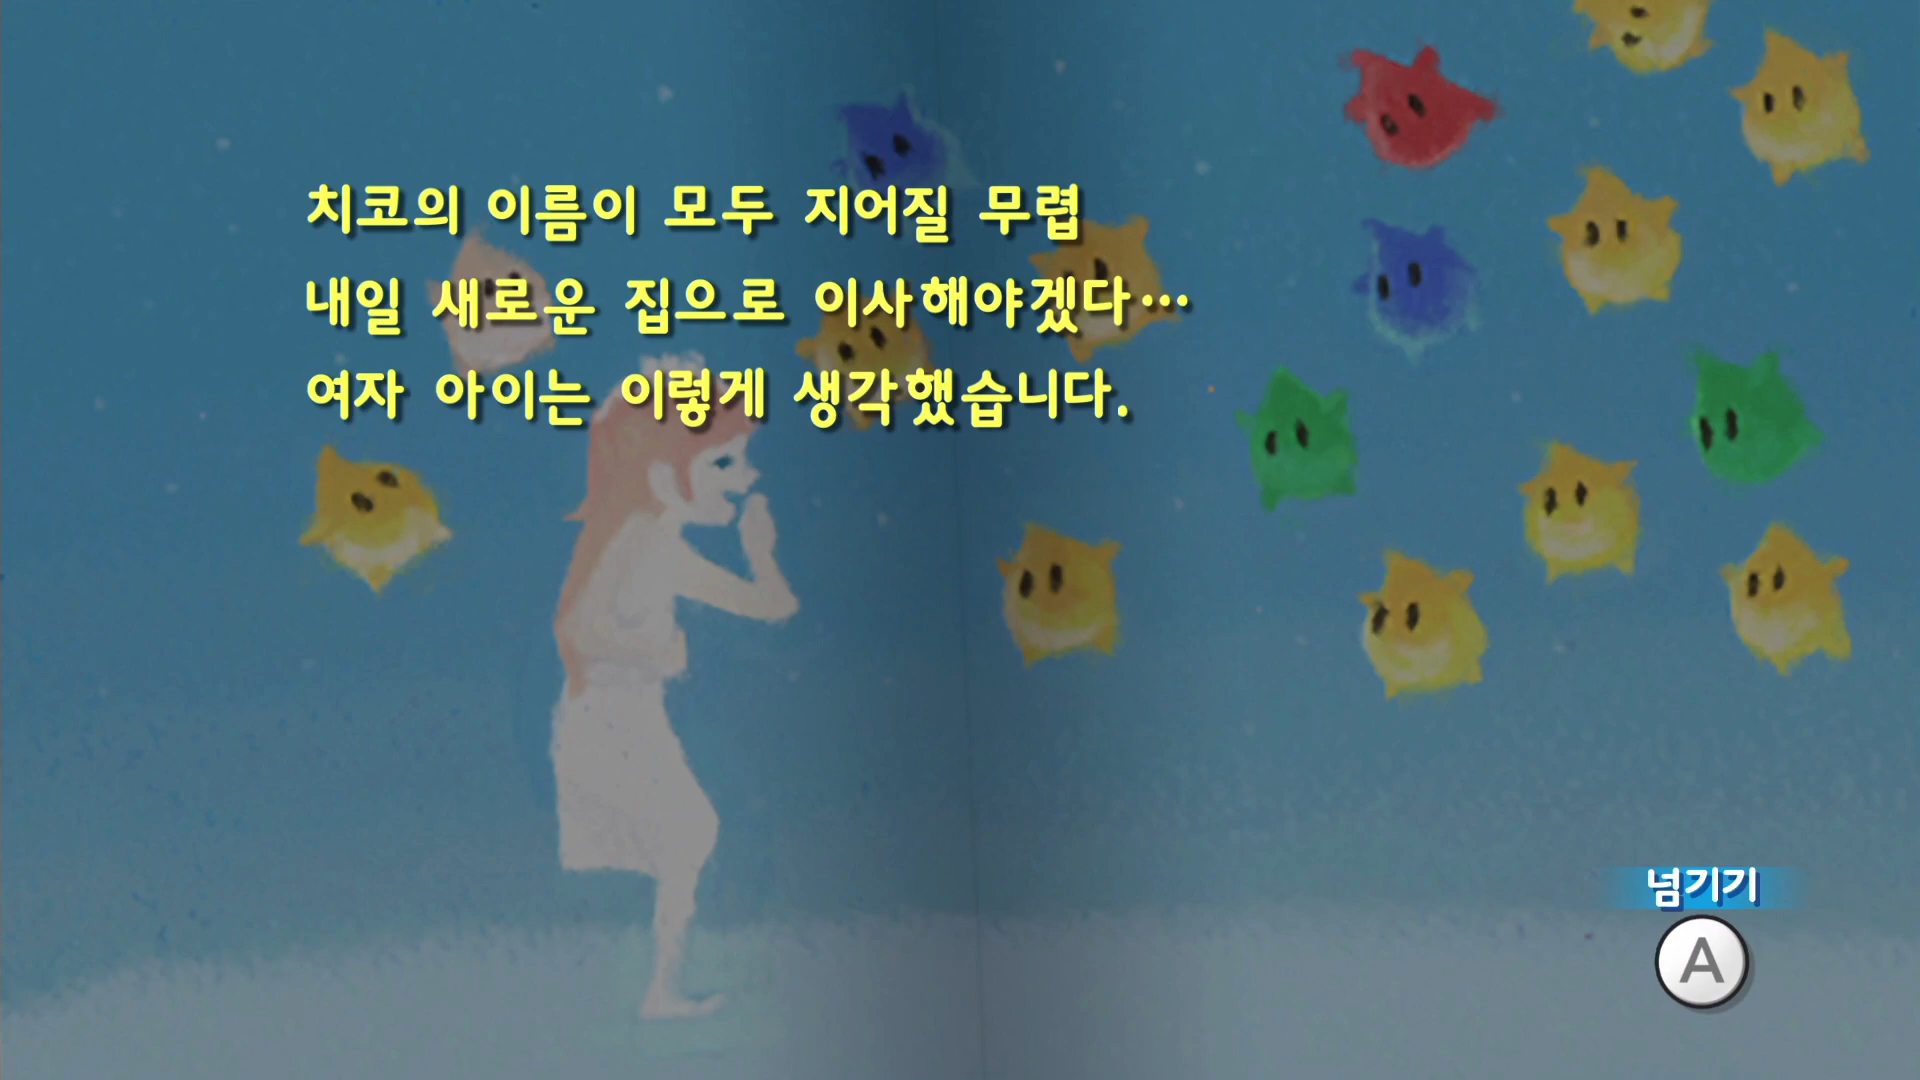 치코의 이름이 모두 지어질 무렵
내일 새로운 집으로 이사해야겠다…
여자 아이는 이렇게 생각했습니다.
넘기기
A